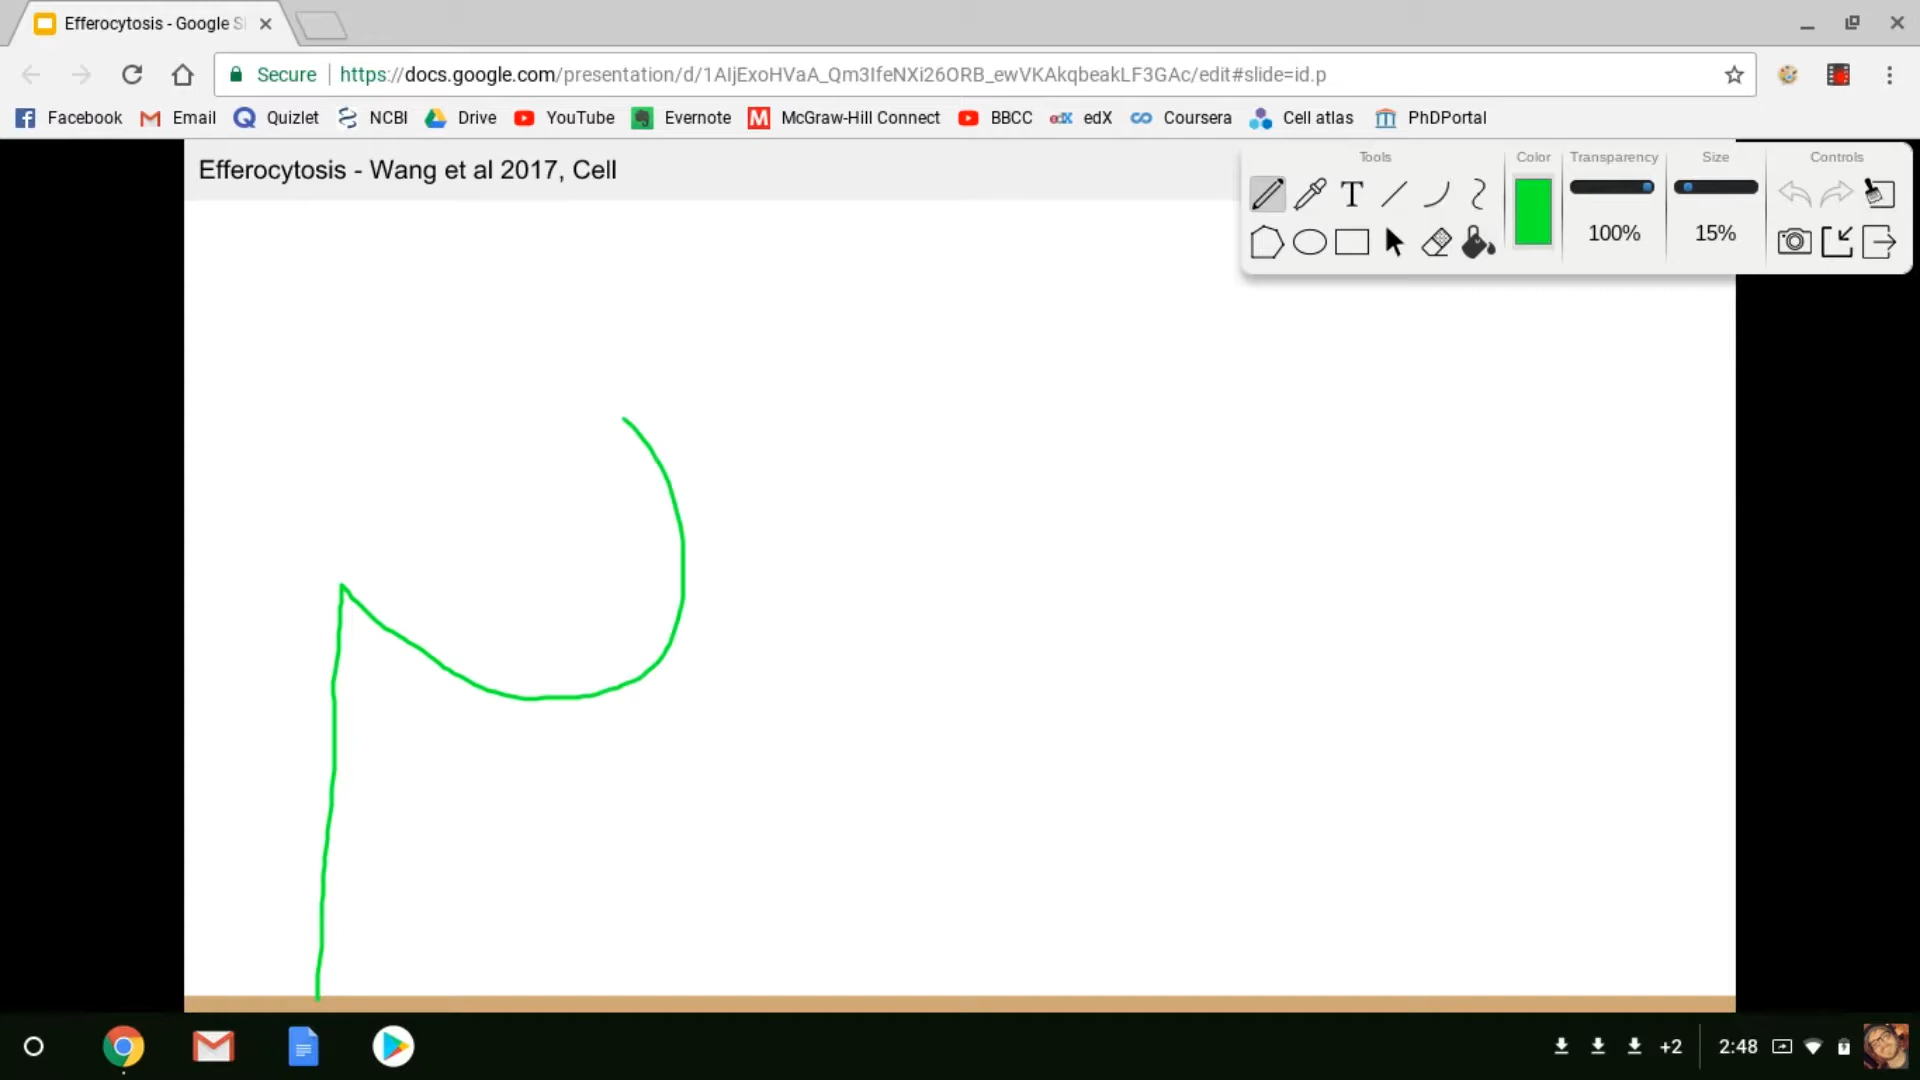 Efferocytosis - Google S
Secure https://docs.google.com/presentation/d/1AIjExoHVaA_Qm3IfeNXi26ORB_ewVKAkqbeakLF3GAc/edit#slide=id.p
Facebook Email Quizlet NCBI Drive YouTube Evernote McGraw-Hill Connect BBCC edX Coursera Cell atlas PhDPortal
Efferocytosis - Wang et al 2017, Cell
Tools Color Transparency Size Controls
100% 15%
+2 2:48